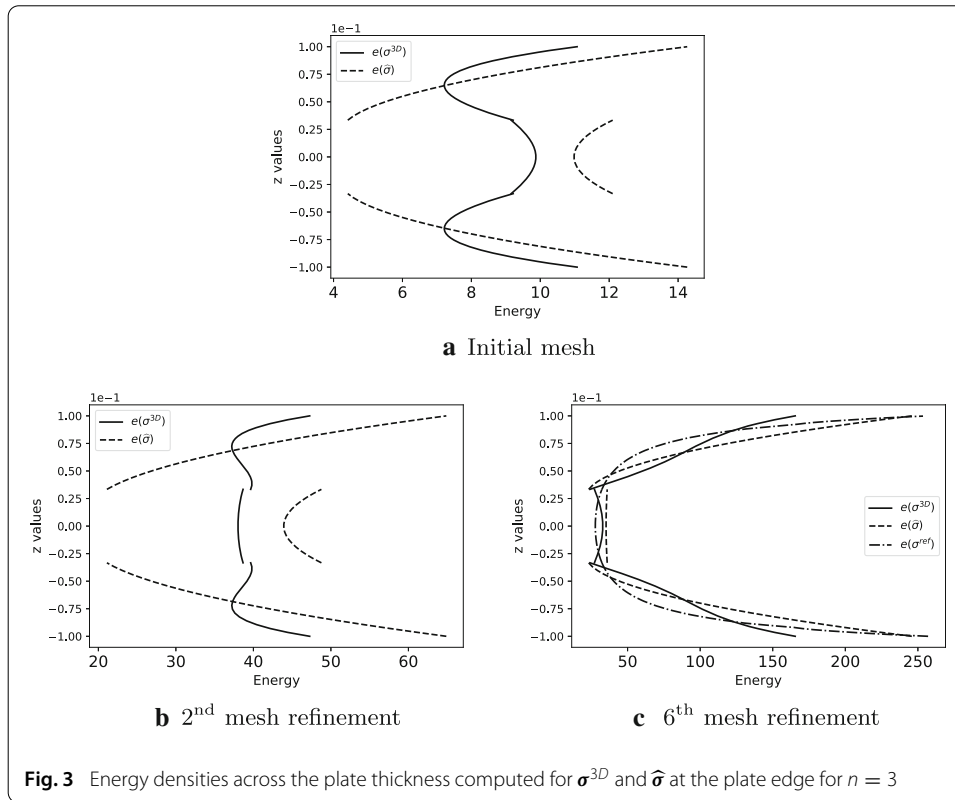 1e−1
e(σ³ᴰ)
e(σ̂)
1.00
0.75
0.50
0.25
0.00
−0.25
−0.50
−0.75
−1.00
z values
4 6 8 10 12 14
Energy
a Initial mesh
1e−1
e(σ³ᴰ)
e(σ̂)
1.00
0.75
0.50
0.25
0.00
−0.25
−0.50
−0.75
−1.00
z values
20 30 40 50 60
Energy
b 2ⁿᵈ mesh refinement
1e−1
1.00
0.75
0.50
0.25
0.00
−0.25
−0.50
−0.75
−1.00
z values
e(σ³ᴰ)
e(σ̂)
e(σʳᵉᶠ)
50 100 150 200 250
Energy
c 6ᵗʰ mesh refinement
Fig. 3 Energy densities across the plate thickness computed for σ³ᴰ and σ̂ at the plate edge for n = 3